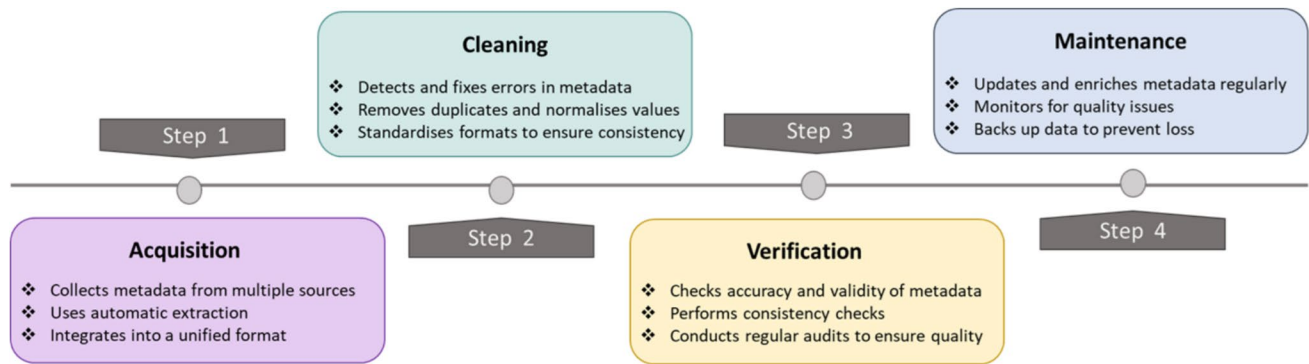 Step 1
Acquisition
❖ Collects metadata from multiple sources
❖ Uses automatic extraction
❖ Integrates into a unified format
Cleaning
❖ Detects and fixes errors in metadata
❖ Removes duplicates and normalises values
❖ Standardises formats to ensure consistency
Step 2
Step 3
Verification
❖ Checks accuracy and validity of metadata
❖ Performs consistency checks
❖ Conducts regular audits to ensure quality
Maintenance
❖ Updates and enriches metadata regularly
❖ Monitors for quality issues
❖ Backs up data to prevent loss
Step 4